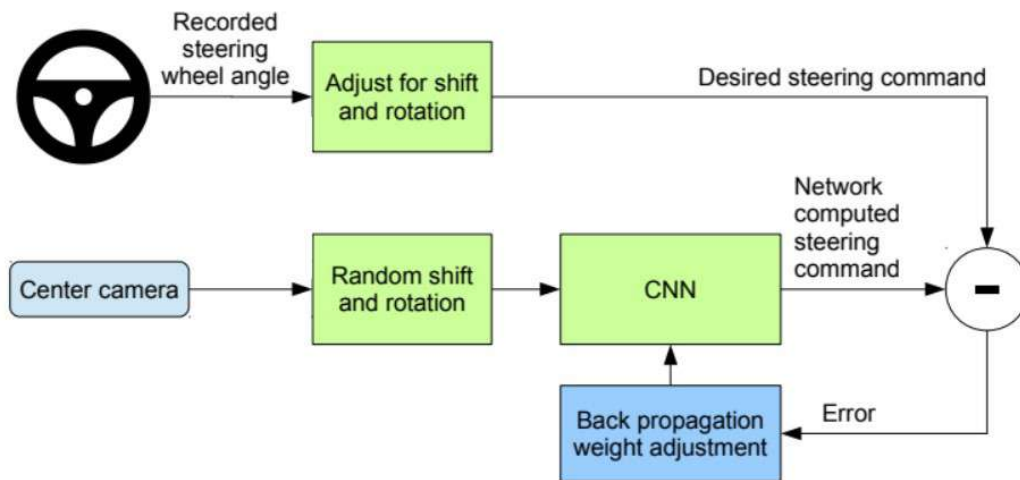 Recorded
steering
wheel angle
Adjust for shift
and rotation
Desired steering command
Network
computed
steering
command
Center camera
Random shift
and rotation
CNN
-
Back propagation
weight adjustment
Error